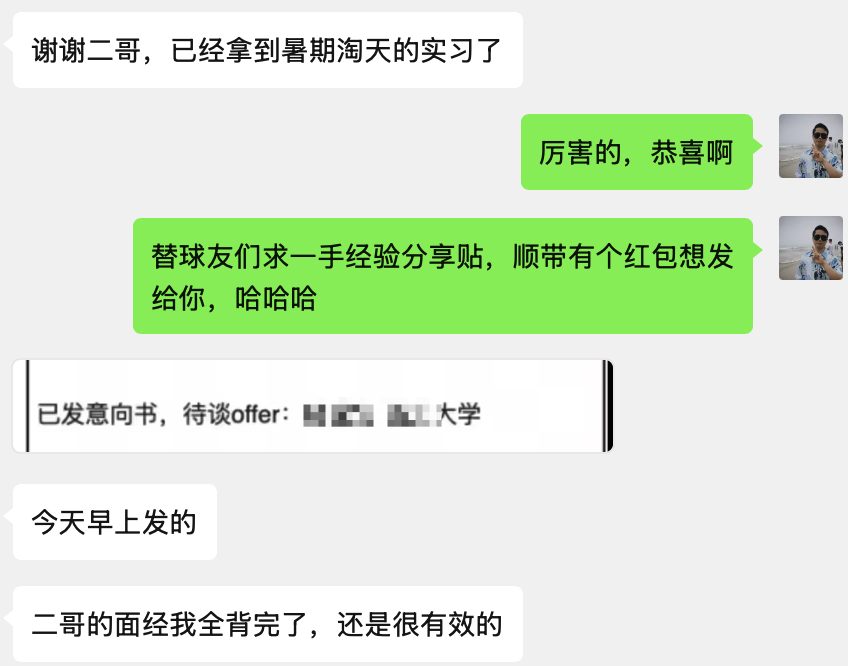 谢谢二哥，已经拿到暑期淘天的实习了
厉害的，恭喜啊
替球友们求一手经验分享贴，顺带有个红包想发
给你，哈哈哈
已发意向书，待谈offer：大学
今天早上发的
二哥的面经我全背完了，还是很有效的